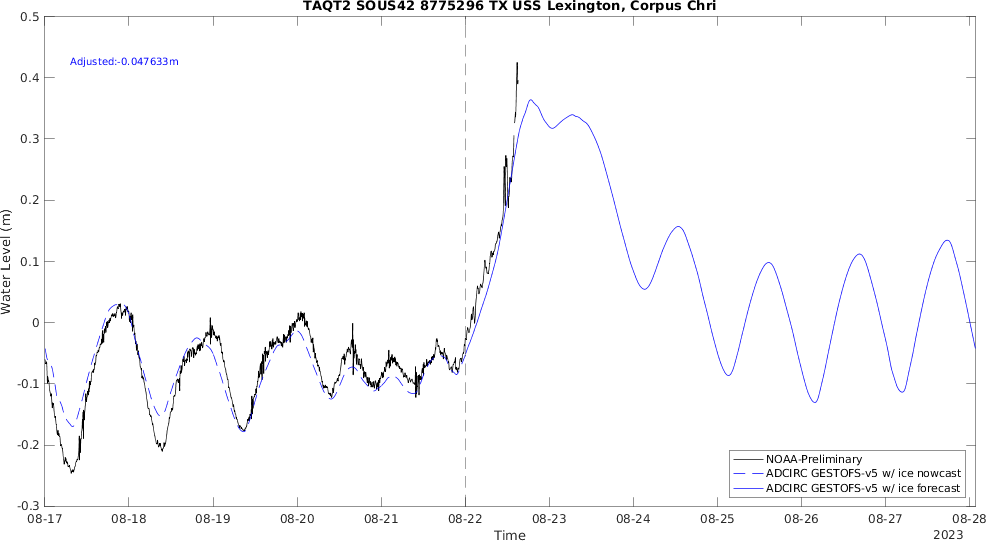 TAQT2 SOUS42 8775296 TX USS Lexington, Corpus Chri
Adjusted:-0.047633m
Water Level (m)
0.5
0.4
0.3
0.2
0.1
0
-0.1
-0.2
-0.3
NOAA-Preliminary
ADCIRC GESTOFS-v5 w/ ice nowcast
ADCIRC GESTOFS-v5 w/ ice forecast
08-17 08-18 08-19 08-20 08-21 08-22 08-23 08-24 08-25 08-26 08-27 08-28
Time
2023